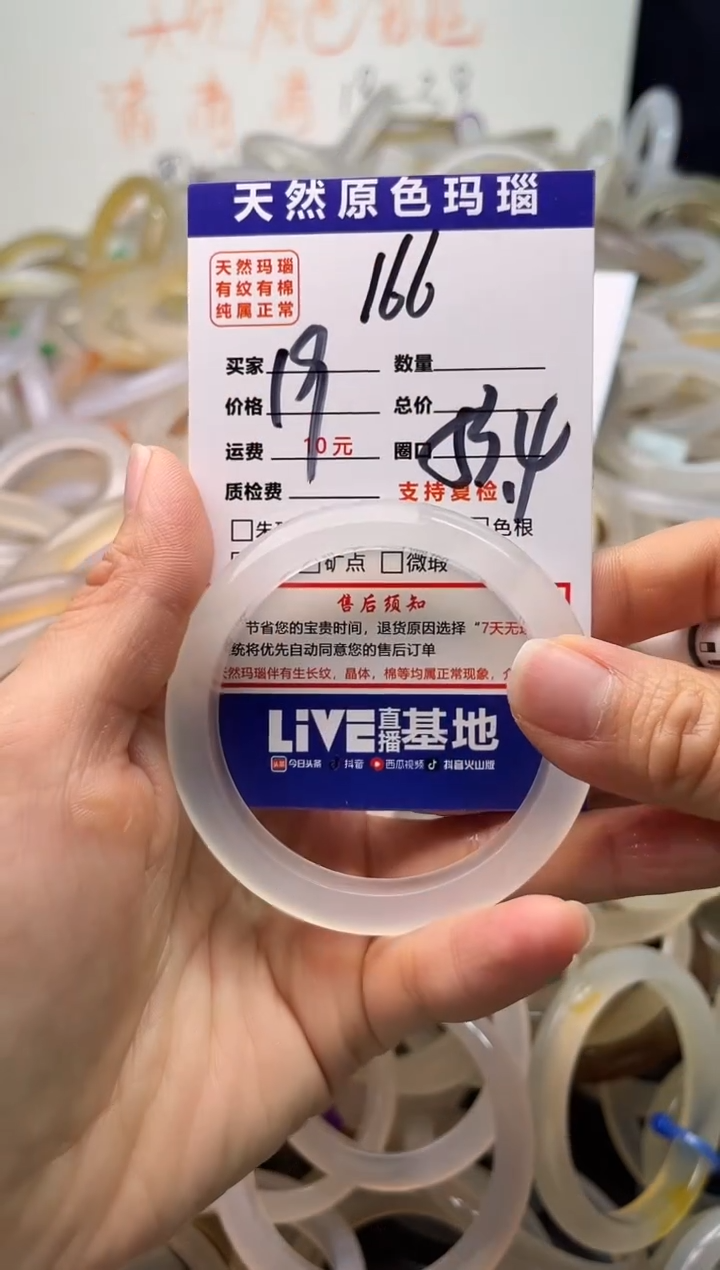 天然原色玛瑙
天然玛瑙
有纹有棉
纯属正常
166
买家 数量
价格 19 总价
运费 10元 圈口 53.4
质检费 支持复检
色根
矿点 微瑕
售后须知
节省您的宝贵时间，退货原因选择“7天无
统将优先自动同意您的售后订单
然玛瑙伴有生长纹，晶体，棉等均属正常现象，
LiVE直播基地
头条 今日头条 抖音 西瓜视频 抖音火山版